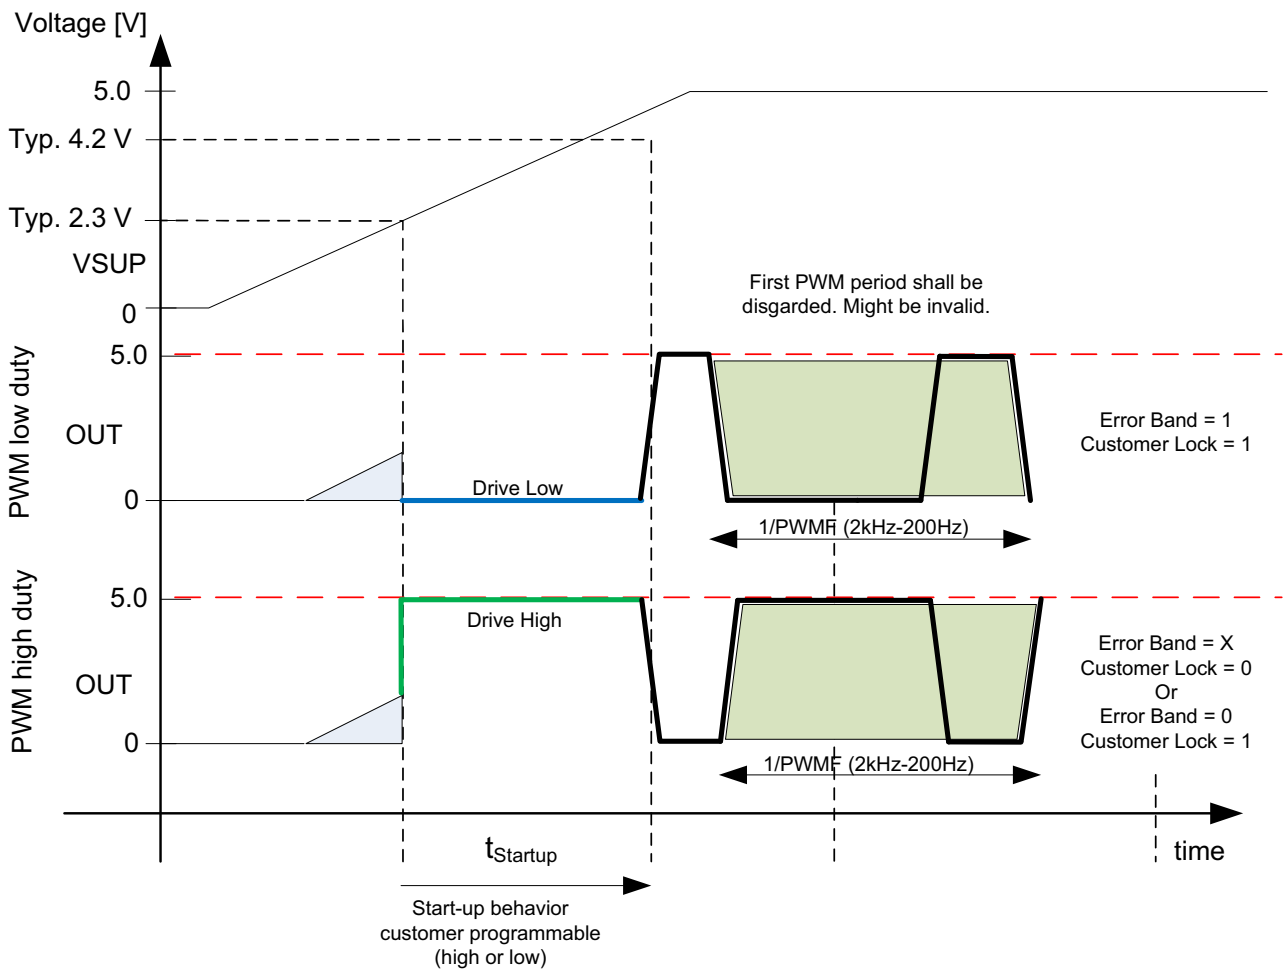 Voltage [V]
5.0
Typ. 4.2 V
Typ. 2.3 V
VSUP
0
First PWM period shall be
disgarded. Might be invalid.
PWM low duty
5.0
OUT
0
Drive Low
Error Band = 1
Customer Lock = 1
1/PWMF (2kHz-200Hz)
PWM high duty
5.0
OUT
0
Drive High
Error Band = X
Customer Lock = 0
Or
Error Band = 0
Customer Lock = 1
1/PWMF (2kHz-200Hz)
tStartup
time
Start-up behavior
customer programmable
(high or low)